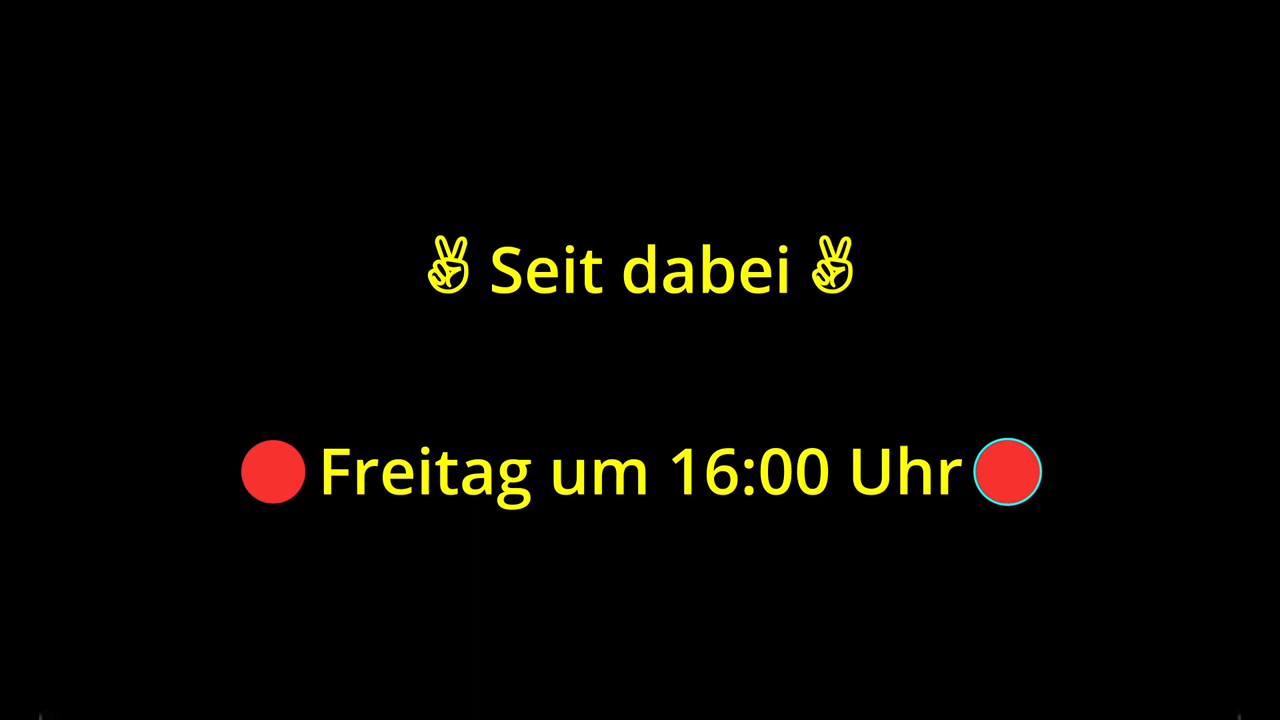 ✌ Seit dabei ✌
🔴 Freitag um 16:00 Uhr 🔴